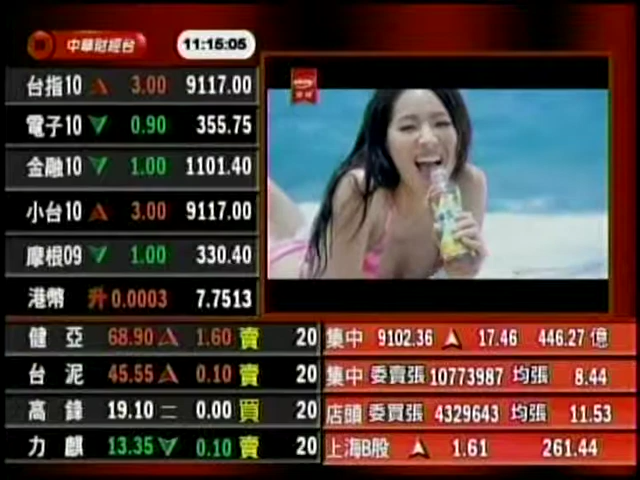 中華財經台 11:15:05
台指10 3.00 9117.00
電子10 0.90 355.75
金融10 1.00 1101.40
小台10 3.00 9117.00
摩根09 1.00 330.40
港幣 升0.0003 7.7513
健亞 68.90 1.60 賣 20
台泥 45.55 0.10 賣 20
高鋒 19.10 二 0.00 買 20
力麒 13.35 0.10 賣 20
集中 9102.36 17.46 446.27 億
集中 委賣張 10773987 均張 8.44
店頭 委買張 4329643 均張 11.53
上海B股 1.61 261.44